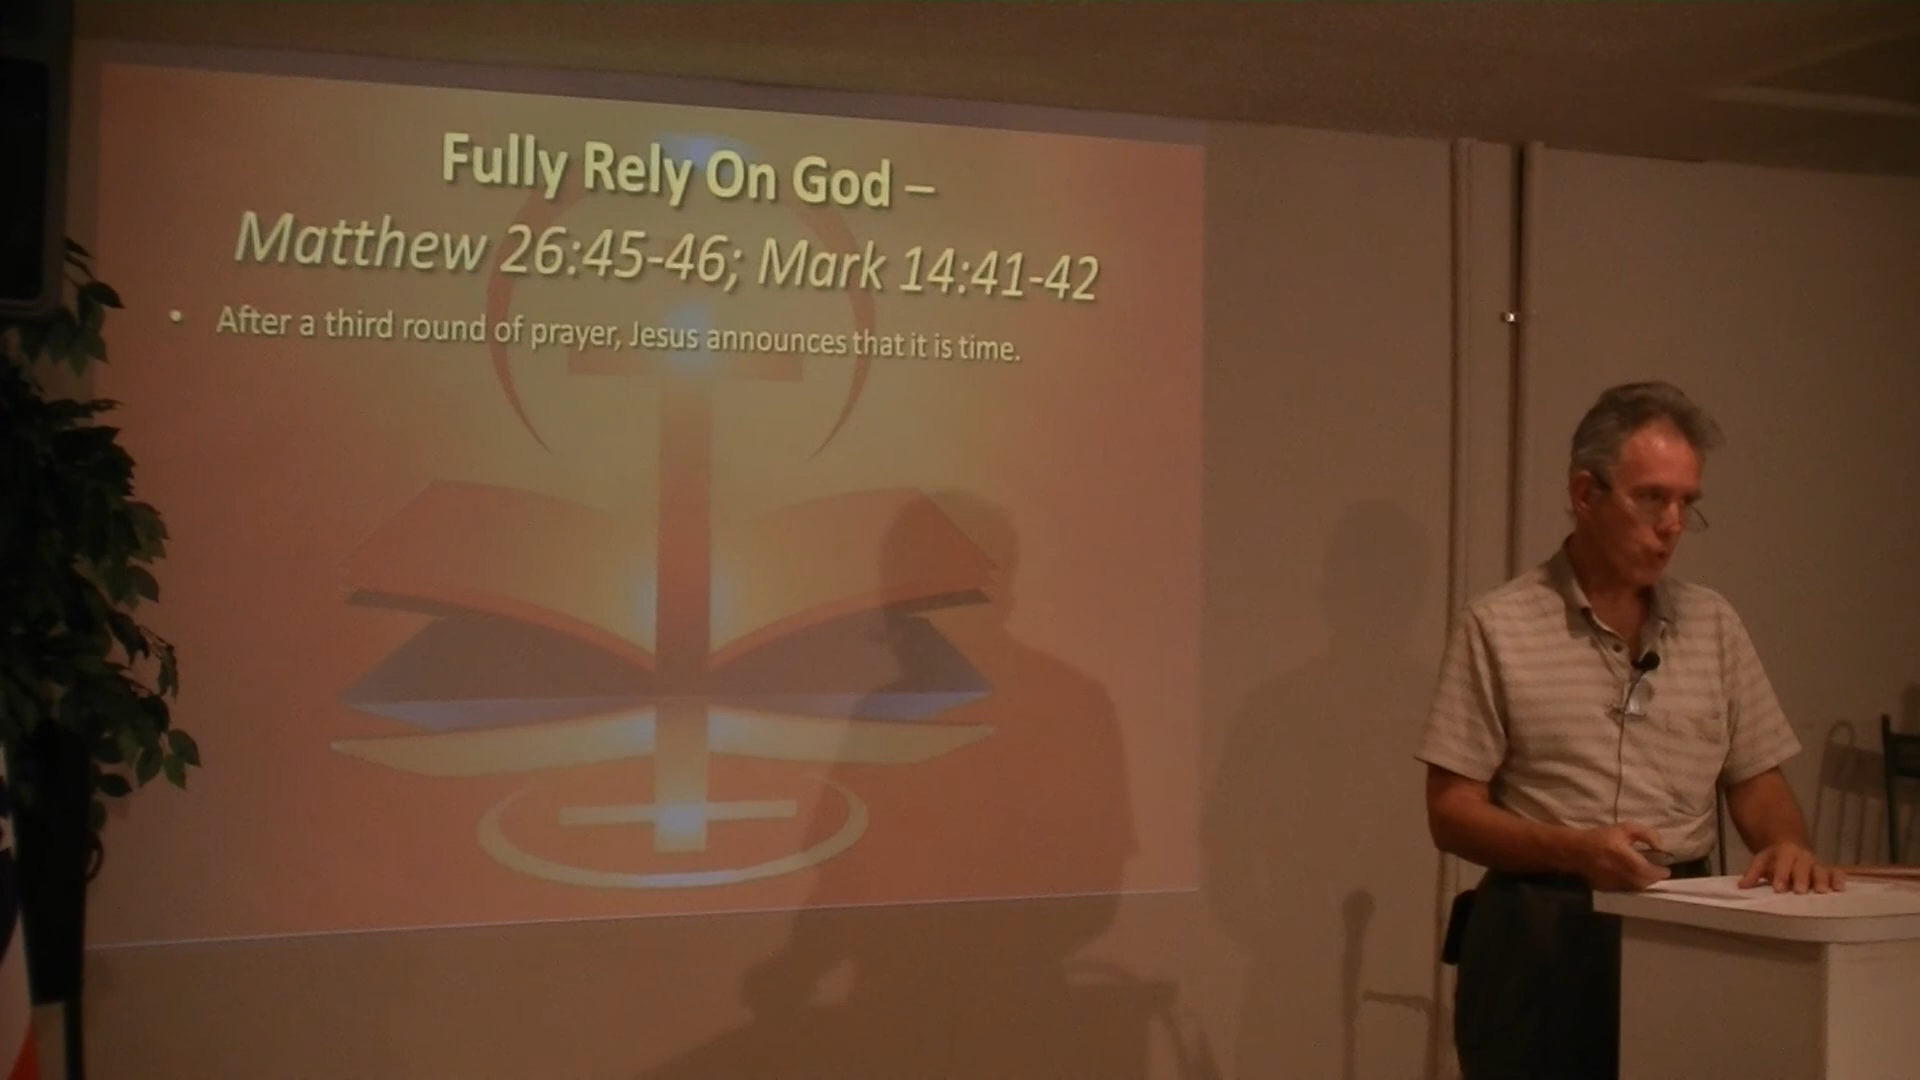 Fully Rely On God –
Matthew 26:45-46; Mark 14:41-42
• After a third round of prayer, Jesus announces that it is time.